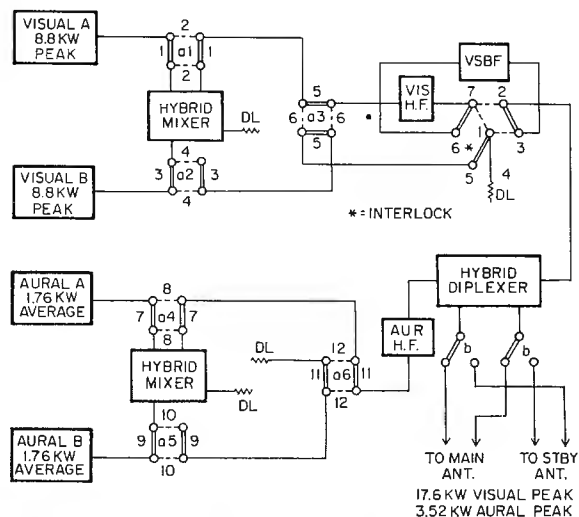 VISUAL A
8.8 KW
PEAK
2
1 a1 1
2
HYBRID
MIXER
DL
4
3 a2 3
4
VISUAL B
8.8 KW
PEAK
5
6 a3 6
5
VIS
H.F.
VSBF
7 2
1
6 * 3
5 4
DL
* = INTERLOCK
AURAL A
1.76 KW
AVERAGE
8
7 a4 7
8
HYBRID
MIXER
DL
10
9 a5 9
10
AURAL B
1.76 KW
AVERAGE
DL
12
11 a6 11
12
AUR
H.F.
HYBRID
DIPLEXER
b b
TO MAIN
ANT.
TO STBY
ANT.
17.6 KW VISUAL PEAK
3.52 KW AURAL PEAK